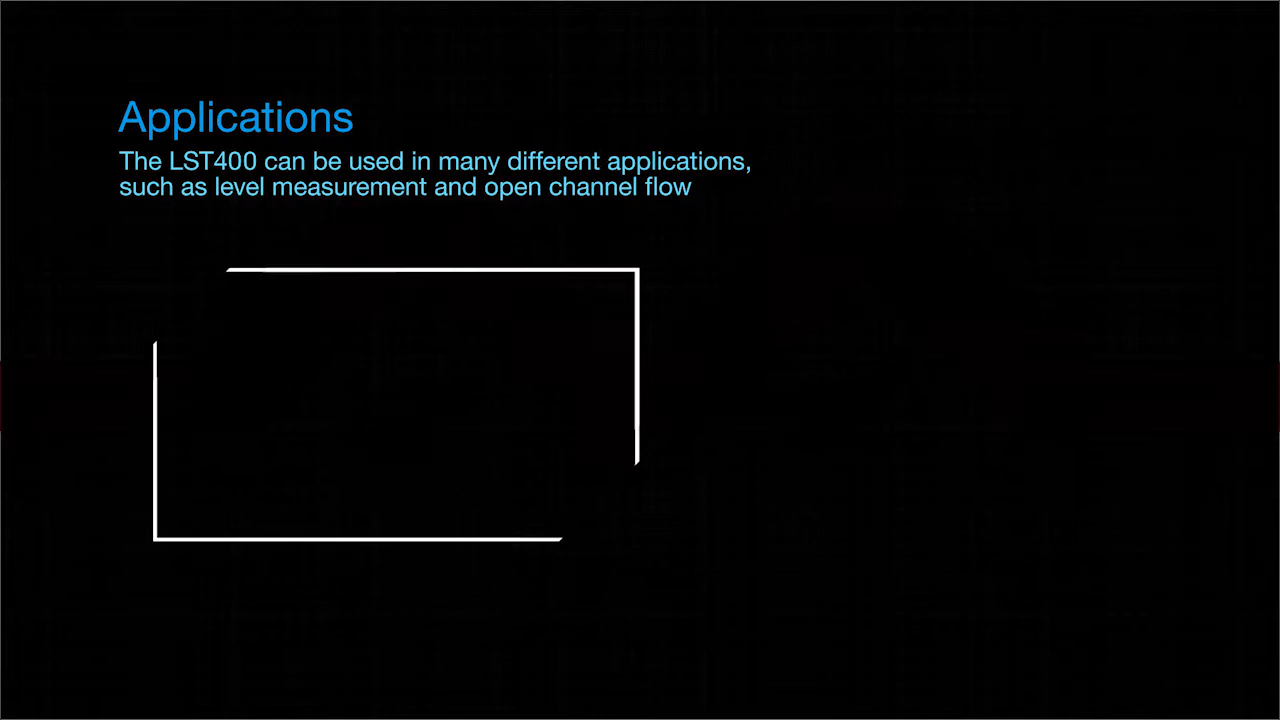 Applications
The LST400 can be used in many different applications,
such as level measurement and open channel flow